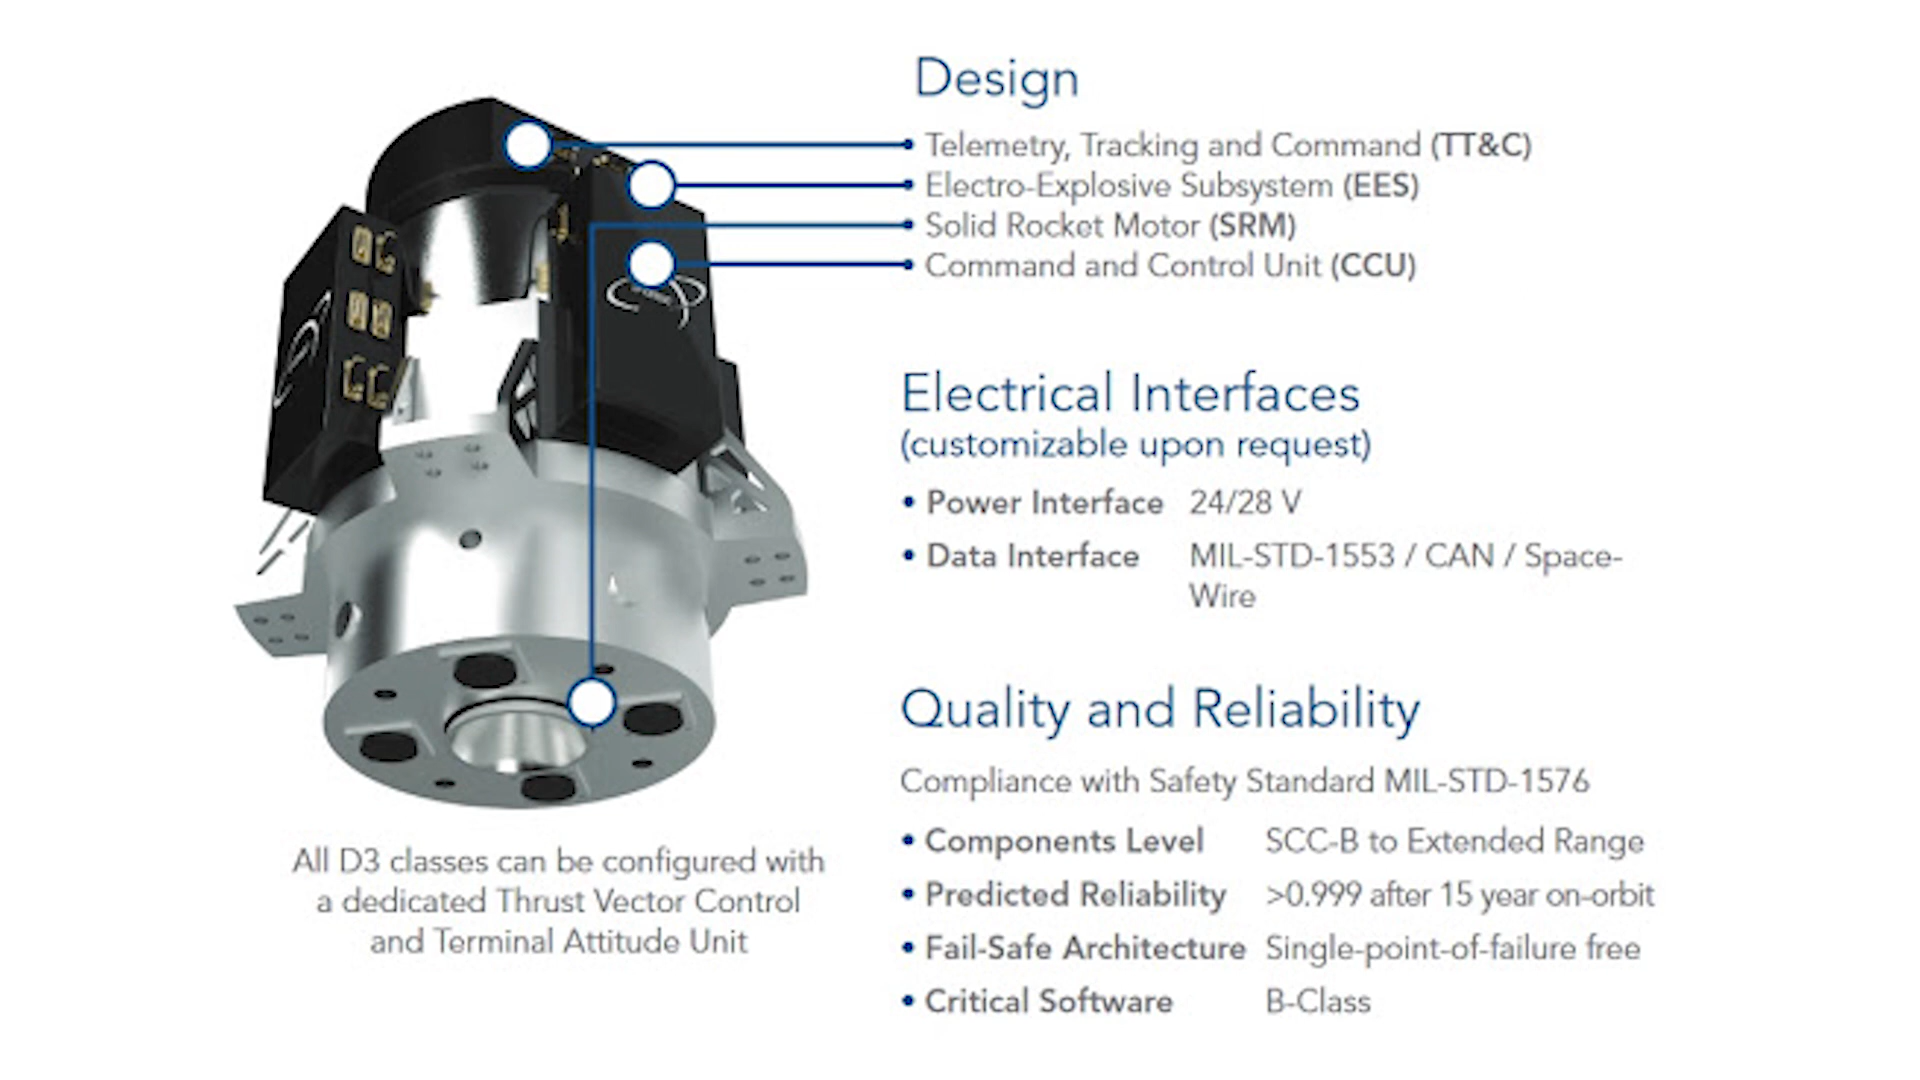 Design
Telemetry, Tracking and Command (TT&C)
Electro-Explosive Subsystem (EES)
Solid Rocket Motor (SRM)
Command and Control Unit (CCU)
Electrical Interfaces
(customizable upon request)
• Power Interface 24/28 V
• Data Interface MIL-STD-1553 / CAN / Space-
Wire
Quality and Reliability
Compliance with Safety Standard MIL-STD-1576
• Components Level SCC-B to Extended Range
• Predicted Reliability >0.999 after 15 year on-orbit
• Fail-Safe Architecture Single-point-of-failure free
• Critical Software B-Class
All D3 classes can be configured with
a dedicated Thrust Vector Control
and Terminal Attitude Unit